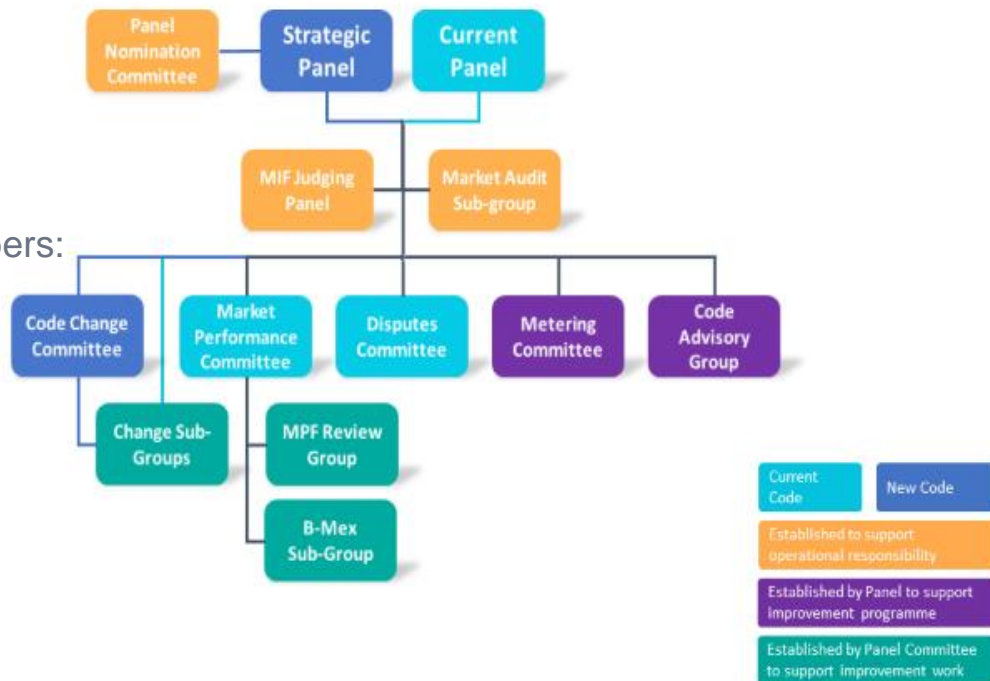 Panel
Nomination
Committee
Strategic
Panel
Current
Panel
MIF Judging
Panel
Market Audit
Sub-group
pers:
Code Change
Committee
Market
Performance
Committee
Disputes
Committee
Metering
Committee
Code
Advisory
Group
Change Sub-
Groups
MPF Review
Group
B-Mex
Sub-Group
Current
Code
New Code
Established to support
operational responsibility
Established by Panel to support
improvement programme
Established by Panel Committee
to support improvement work